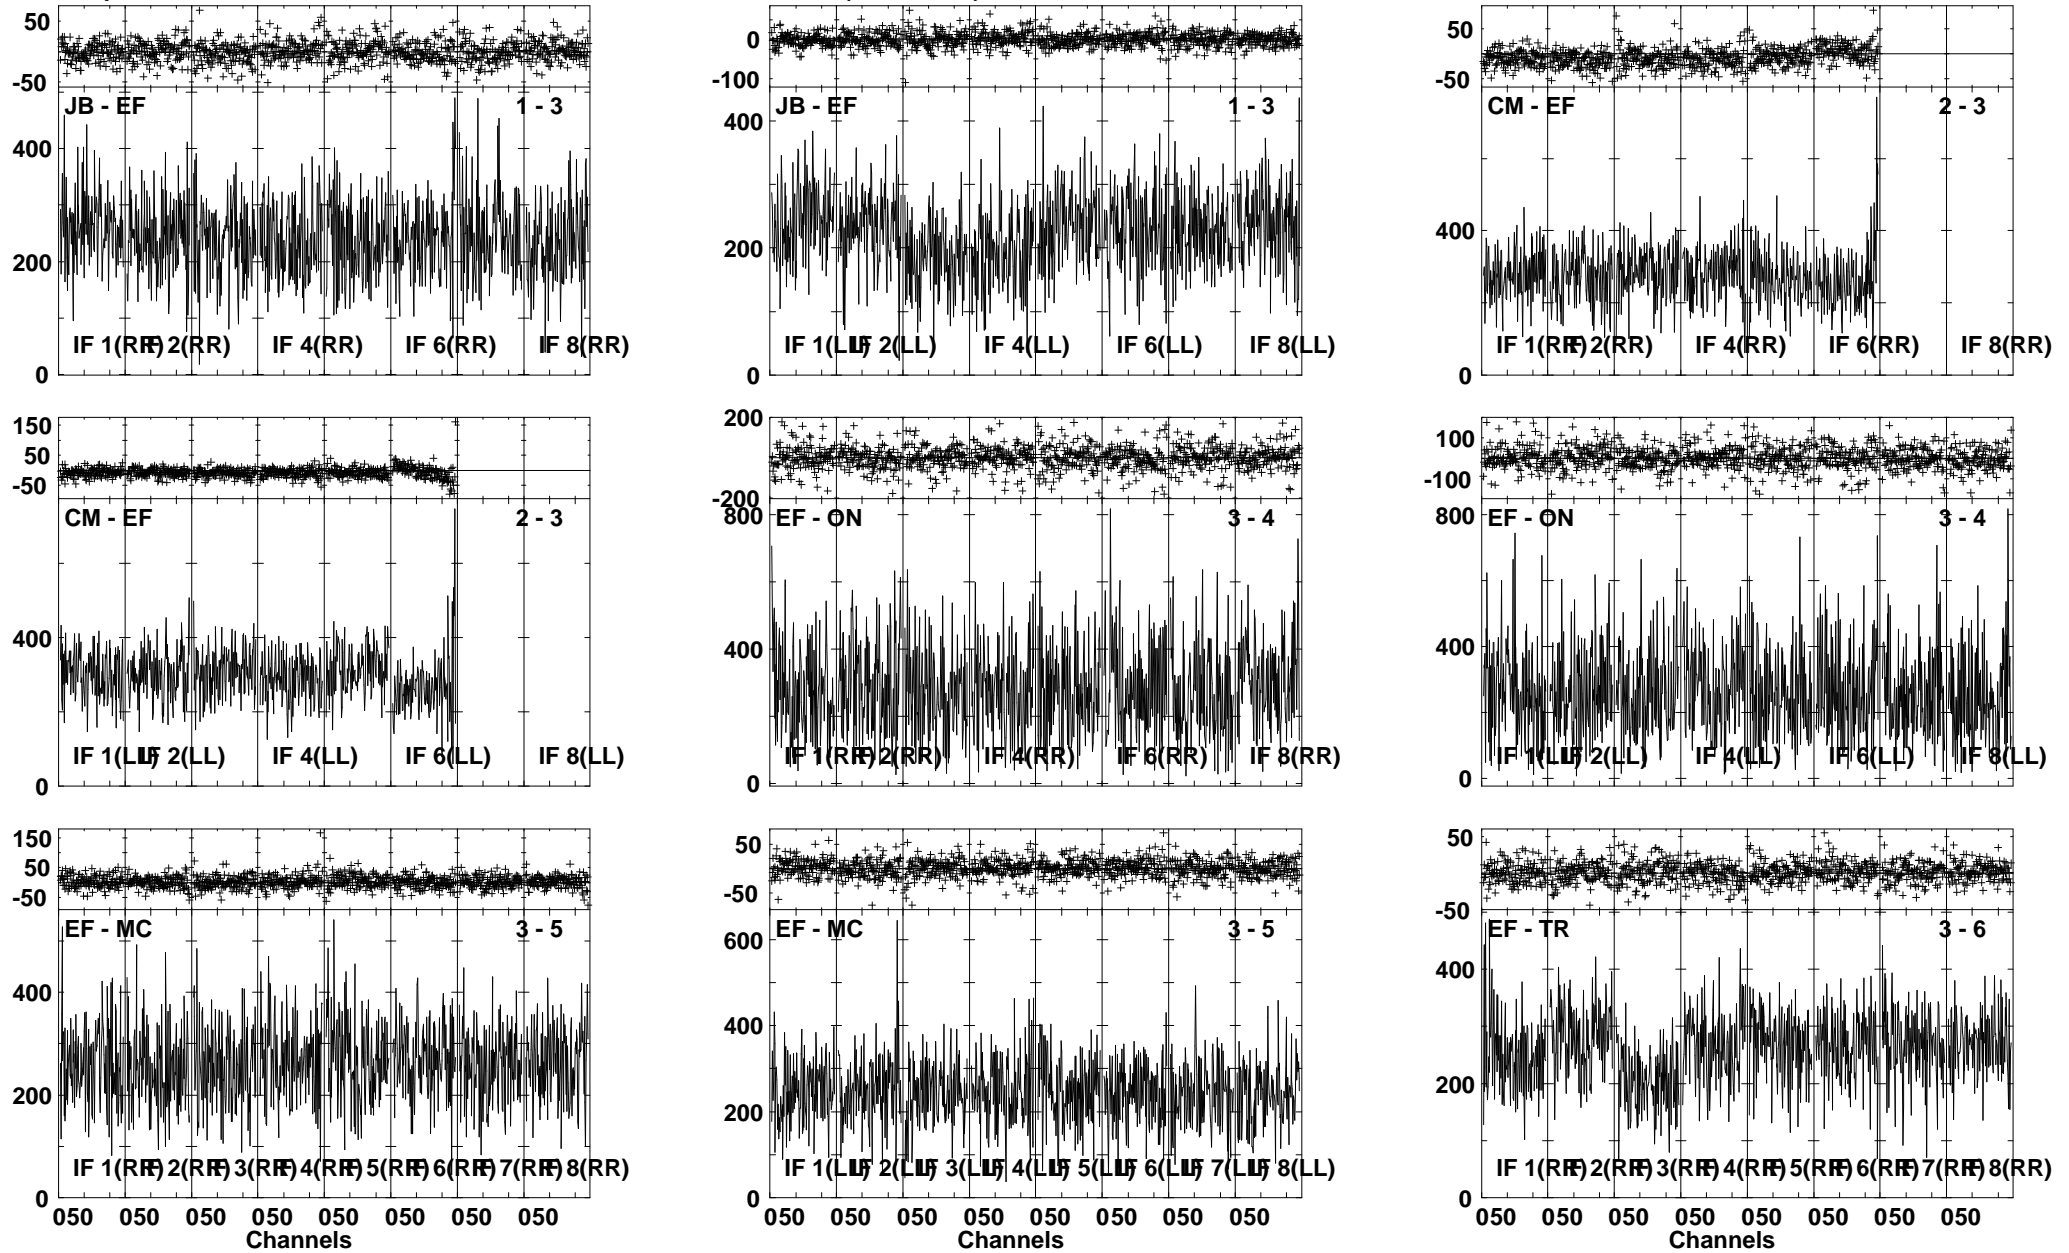 50
-50
JB - EF 1 - 3
400
200
IF 1(RR) IF 2(RR) IF 4(RR) IF 6(RR) IF 8(RR)
0
0
-100
JB - EF 1 - 3
400
200
IF 1(LL) IF 2(LL) IF 4(LL) IF 6(LL) IF 8(LL)
0
50
-50
CM - EF 2 - 3
400
IF 1(RR) IF 2(RR) IF 4(RR) IF 6(RR) IF 8(RR)
0
150
50
-50
CM - EF 2 - 3
400
IF 1(LL) IF 2(LL) IF 4(LL) IF 6(LL) IF 8(LL)
0
200
0
-200
800
EF - ON 3 - 4
400
IF 1(RR) IF 2(RR) IF 4(RR) IF 6(RR) IF 8(RR)
0
100
-100
800
EF - ON 3 - 4
400
IF 1(LL) IF 2(LL) IF 4(LL) IF 6(LL) IF 8(LL)
0
150
50
-50
EF - MC 3 - 5
400
200
IF 1(RR) IF 2(RR) IF 3(RR) IF 4(RR) IF 5(RR) IF 6(RR) IF 7(RR) IF 8(RR)
0
050 050 050 050 050 050 050 050
Channels
50
-50
EF - MC 3 - 5
600
400
200
IF 1(LL) IF 2(LL) IF 3(LL) IF 4(LL) IF 5(LL) IF 6(LL) IF 7(LL) IF 8(LL)
0
050 050 050 050 050 050 050 050
Channels
50
-50
EF - TR 3 - 6
400
200
IF 1(RR) IF 2(RR) IF 3(RR) IF 4(RR) IF 5(RR) IF 6(RR) IF 7(RR) IF 8(RR)
0
050 050 050 050 050 050 050 050
Channels